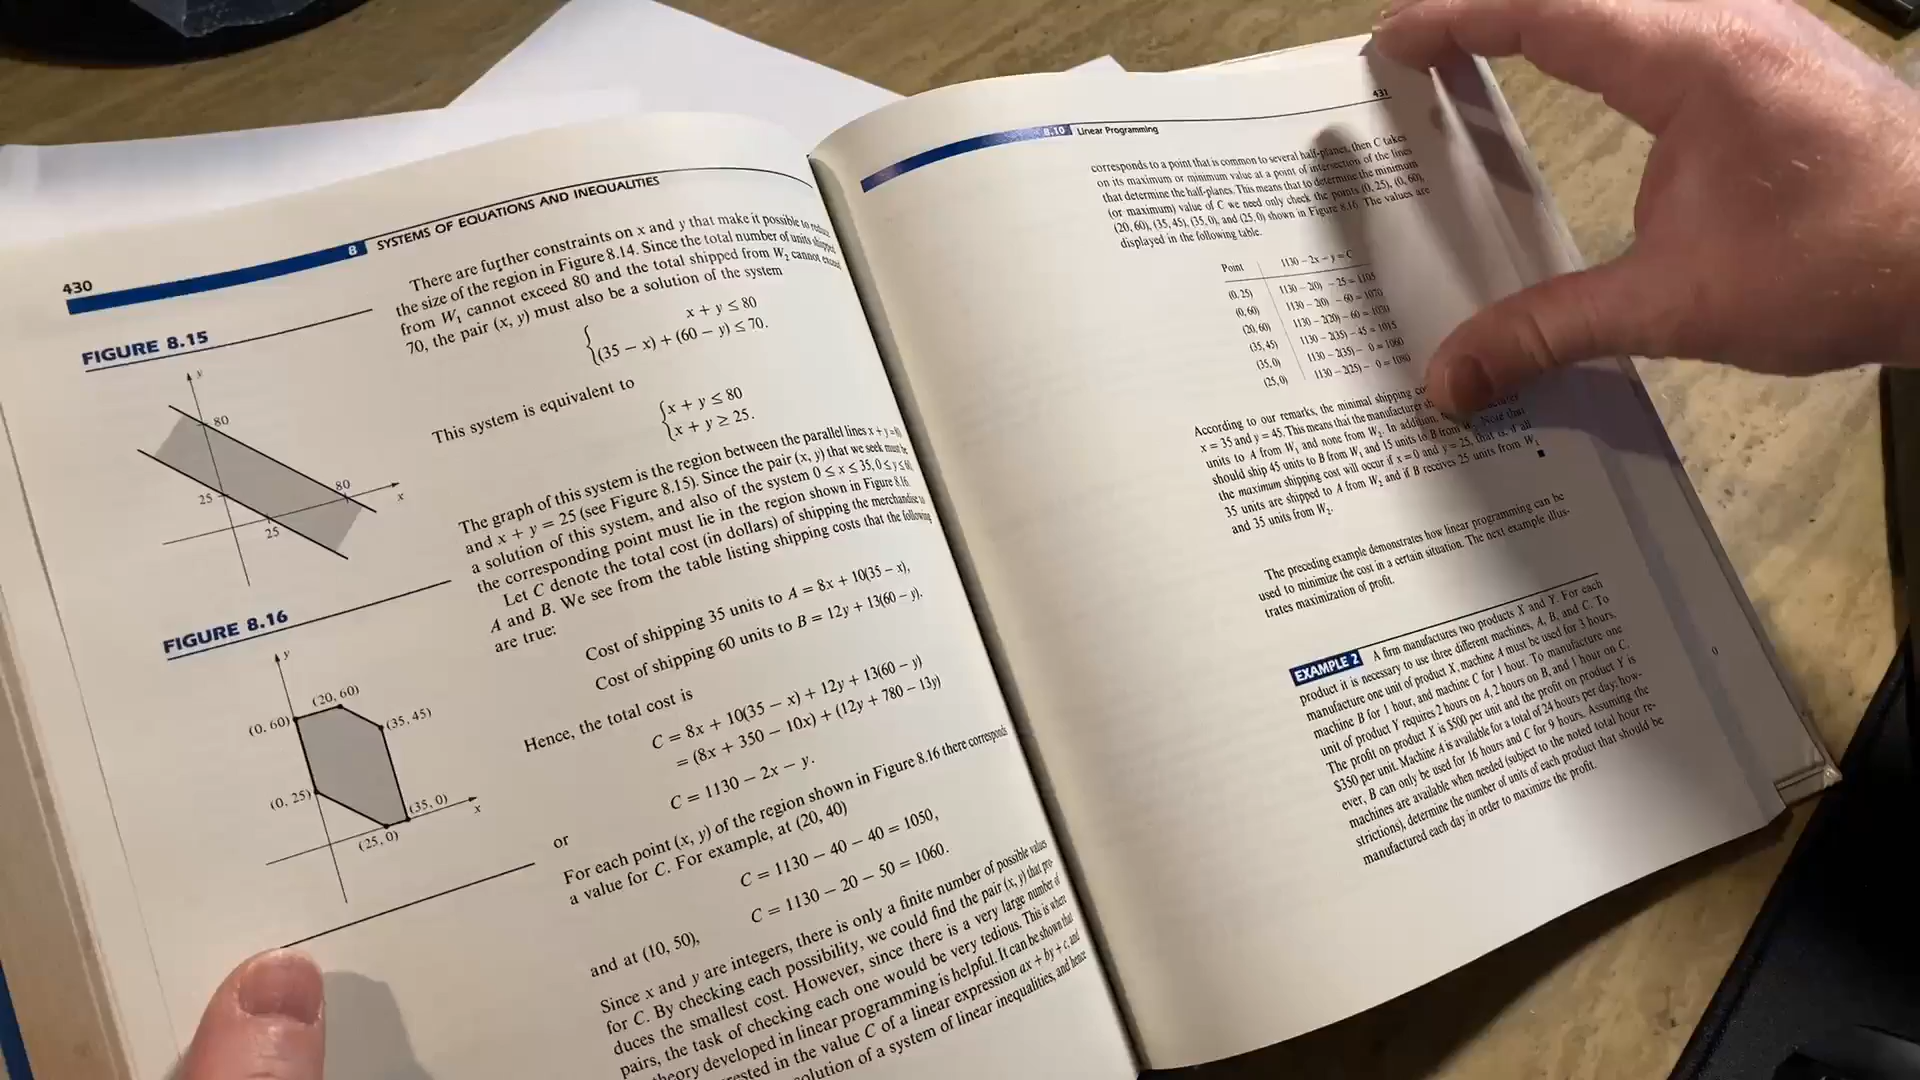 430
8 SYSTEMS OF EQUATIONS AND INEQUALITIES
There are further constraints on x and y that make it possible to reduce
the size of the region in Figure 8.14. Since the total number of units shipped
from W₁ cannot exceed 80 and the total shipped from W₂ cannot exceed
70, the pair (x, y) must also be a solution of the system
x + y ≤ 80
(35 − x) + (60 − y) ≤ 70.
This system is equivalent to
x + y ≤ 80
x + y ≥ 25.
The graph of this system is the region between the parallel lines x + y = 80
and x + y = 25 (see Figure 8.15). Since the pair (x, y) that we seek must be
a solution of this system, and also of the system 0 ≤ x ≤ 35, 0 ≤ y ≤ 60,
the corresponding point must lie in the region shown in Figure 8.16.
Let C denote the total cost (in dollars) of shipping the merchandise to
A and B. We see from the table listing shipping costs that the following
are true:
Cost of shipping 35 units to A = 8x + 10(35 − x),
Cost of shipping 60 units to B = 12y + 13(60 − y).
Hence, the total cost is
C = 8x + 10(35 − x) + 12y + 13(60 − y)
= (8x + 350 − 10x) + (12y + 780 − 13y)
or
C = 1130 − 2x − y.
For each point (x, y) of the region shown in Figure 8.16 there corresponds
a value for C. For example, at (20, 40)
C = 1130 − 40 − 40 = 1050,
and at (10, 50),
C = 1130 − 20 − 50 = 1060.
Since x and y are integers, there is only a finite number of possible values
for C. By checking each possibility, we could find the pair (x, y) that pro-
duces the smallest cost. However, since there is a very large number of
pairs, the task of checking each one would be very tedious. This is where
theory developed in linear programming is helpful. It can be shown that
in the value C of a linear expression ax + by + c, and
solution of a system of linear inequalities, and hence
FIGURE 8.15
y
80
25
80
x
25
FIGURE 8.16
y
(20, 60)
(0, 60)
(35, 45)
(0, 25)
(35, 0)
x
(25, 0)
8.10 Linear Programming
431
corresponds to a point that is common to several half-planes, then C takes
on its maximum or minimum value at a point of intersection of the lines
that determine the half-planes. This means that to determine the minimum
(or maximum) value of C we need only check the points (0, 25), (0, 60),
(20, 60), (35, 45), (35, 0), and (25, 0) shown in Figure 8.16. The values are
displayed in the following table.
Point 1130 − 2x − y = C
(0, 25) 1130 − 2(0) − 25 = 1105
(0, 60) 1130 − 2(0) − 60 = 1070
(20, 60) 1130 − 2(20) − 60 = 1030
(35, 45) 1130 − 2(35) − 45 = 1015
(35, 0) 1130 − 2(35) − 0 = 1060
(25, 0) 1130 − 2(25) − 0 = 1080
According to our remarks, the minimal shipping
x = 35 and y = 45. This means that the manufacturer
units to A from W₁ and none from W₂. In addition,
should ship 45 units to B from W₁ and 15 units to B from Note that
the maximum shipping cost will occur if x = 0 and y = 25, that is, if all
35 units are shipped to A from W₂ and if B receives 25 units from W₁
and 35 units from W₂.
The preceding example demonstrates how linear programming can be
used to minimize the cost in a certain situation. The next example illus-
trates maximization of profit.
EXAMPLE 2 A firm manufactures two products X and Y. For each
product it is necessary to use three different machines, A, B, and C. To
manufacture one unit of product X, machine A must be used for 3 hours,
machine B for 1 hour, and machine C for 1 hour. To manufacture one
unit of product Y requires 2 hours on A, 2 hours on B, and 1 hour on C.
The profit on product X is $500 per unit and the profit on product Y is
$350 per unit. Machine A is available for a total of 24 hours per day; how-
ever, B can only be used for 16 hours and C for 9 hours. Assuming the
machines are available when needed (subject to the noted total hour re-
strictions), determine the number of units of each product that should be
manufactured each day in order to maximize the profit.